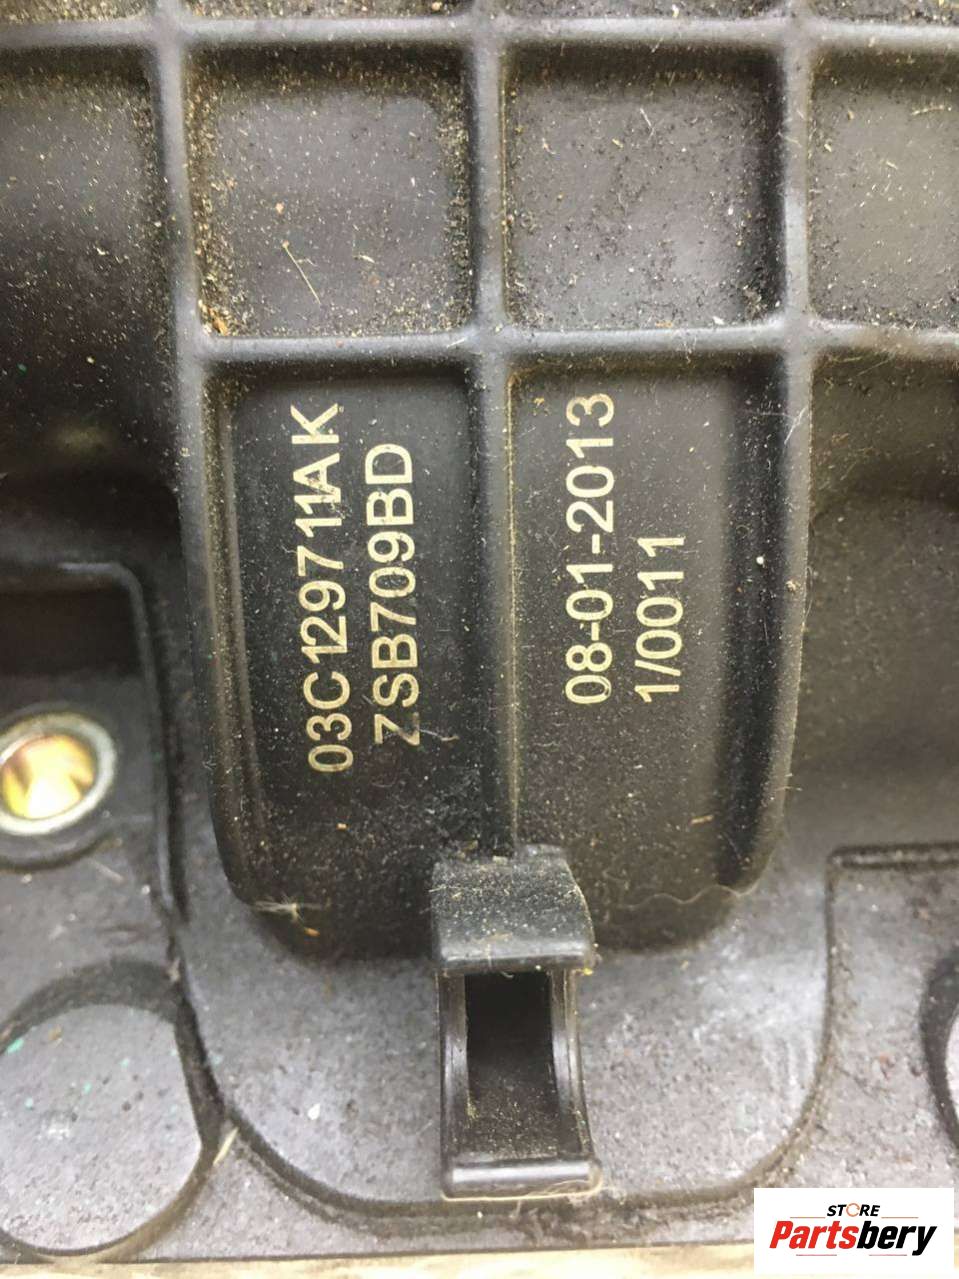 03C129711AK
ZSB709BD
08-01-2013
1/0011
STORE
Partsbery